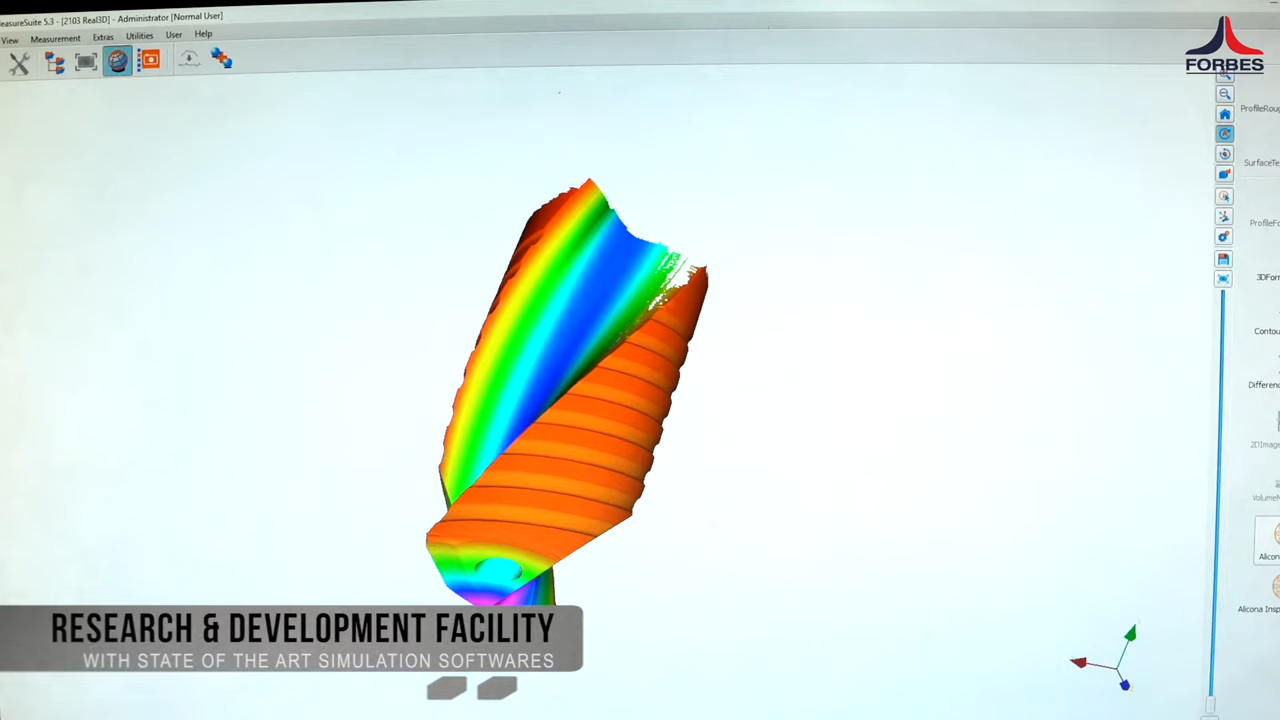 easureSuite 5.3 - [2103 Real3D] - Administrator [Normal User]
View Measurement Extras Utilities User Help
FORBES
ProfileRoug
SurfaceTe
ProfileFo
3DForm
Contou
Differenc
2DImage
VolumeM
Alicon
Alicona Insp
RESEARCH & DEVELOPMENT FACILITY
WITH STATE OF THE ART SIMULATION SOFTWARES